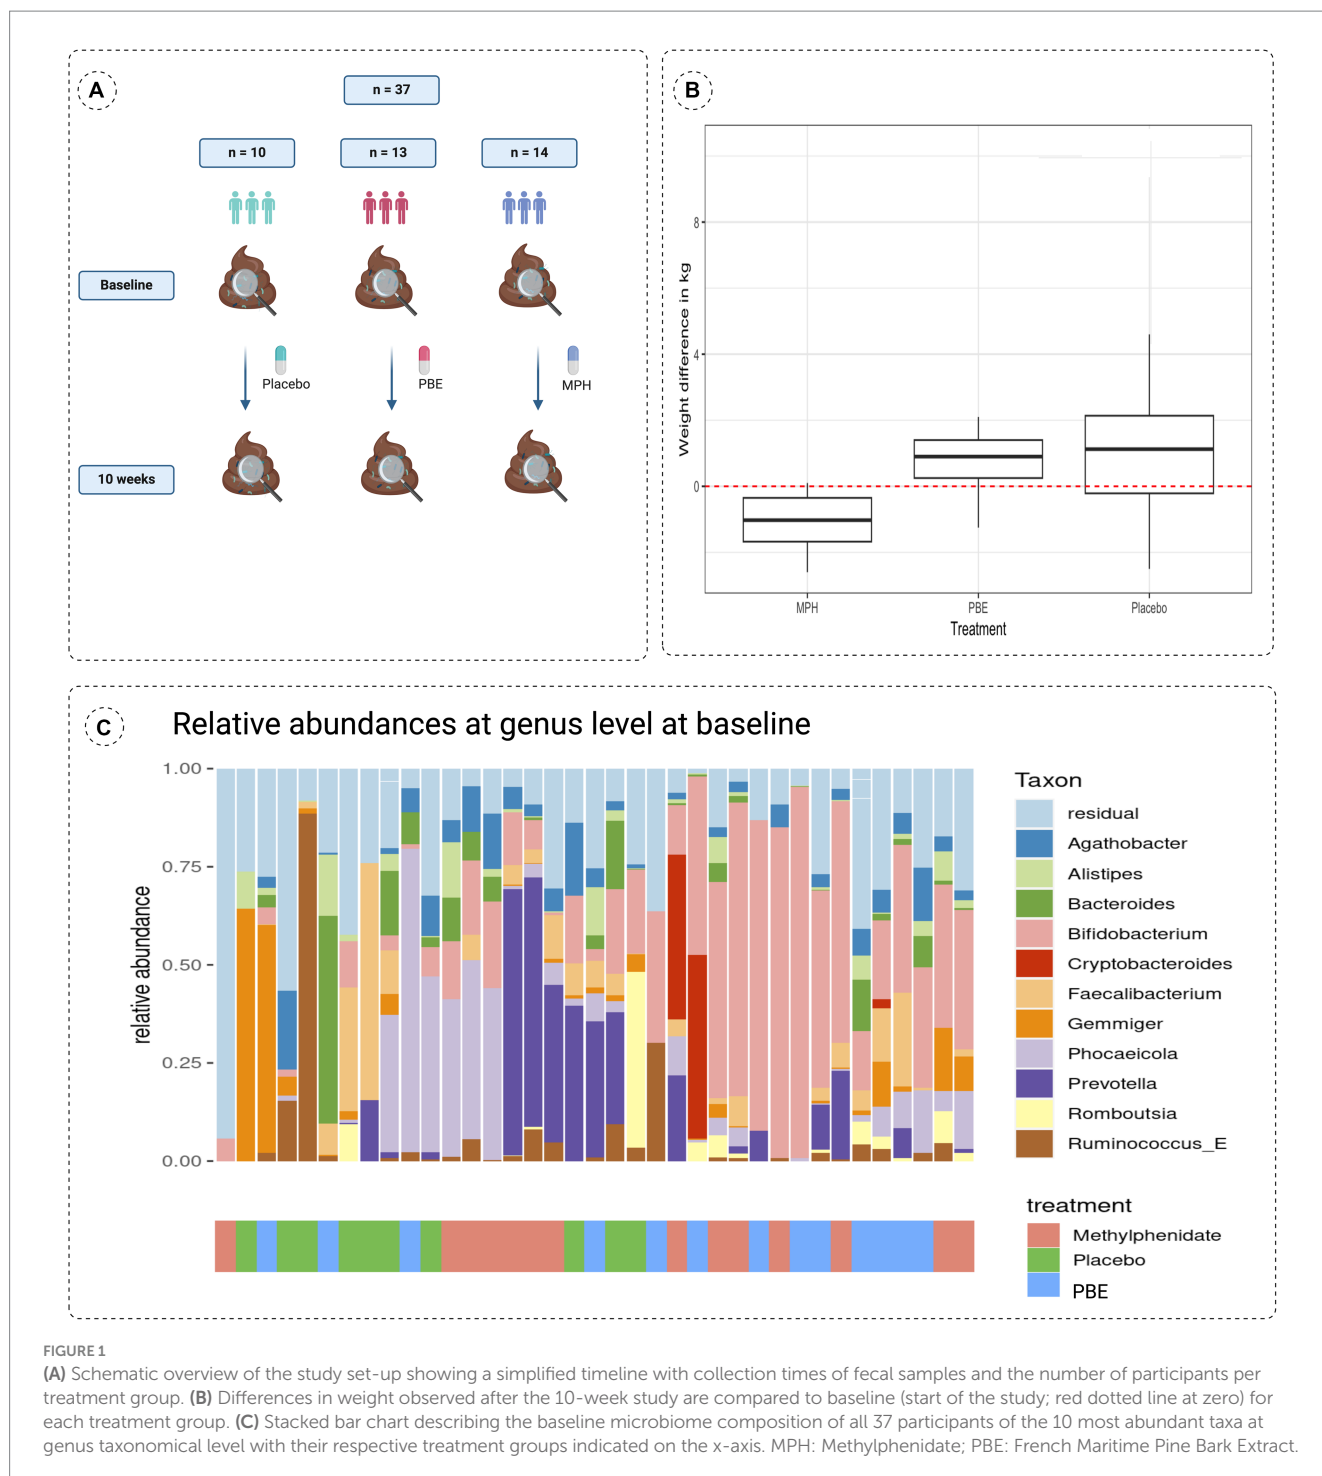 A
n = 37
n = 10
n = 13
n = 14
Baseline
Placebo
PBE
MPH
10 weeks
B
Weight difference in kg
8
4
0
MPH
PBE
Placebo
Treatment
C
Relative abundances at genus level at baseline
relative abundance
1.00
0.75
0.50
0.25
0.00
Taxon
residual
Agathobacter
Alistipes
Bacteroides
Bifidobacterium
Cryptobacteroides
Faecalibacterium
Gemmiger
Phocaeicola
Prevotella
Romboutsia
Ruminococcus_E
treatment
Methylphenidate
Placebo
PBE
FIGURE 1
(A) Schematic overview of the study set-up showing a simplified timeline with collection times of fecal samples and the number of participants per
treatment group. (B) Differences in weight observed after the 10-week study are compared to baseline (start of the study; red dotted line at zero) for
each treatment group. (C) Stacked bar chart describing the baseline microbiome composition of all 37 participants of the 10 most abundant taxa at
genus taxonomical level with their respective treatment groups indicated on the x-axis. MPH: Methylphenidate; PBE: French Maritime Pine Bark Extract.